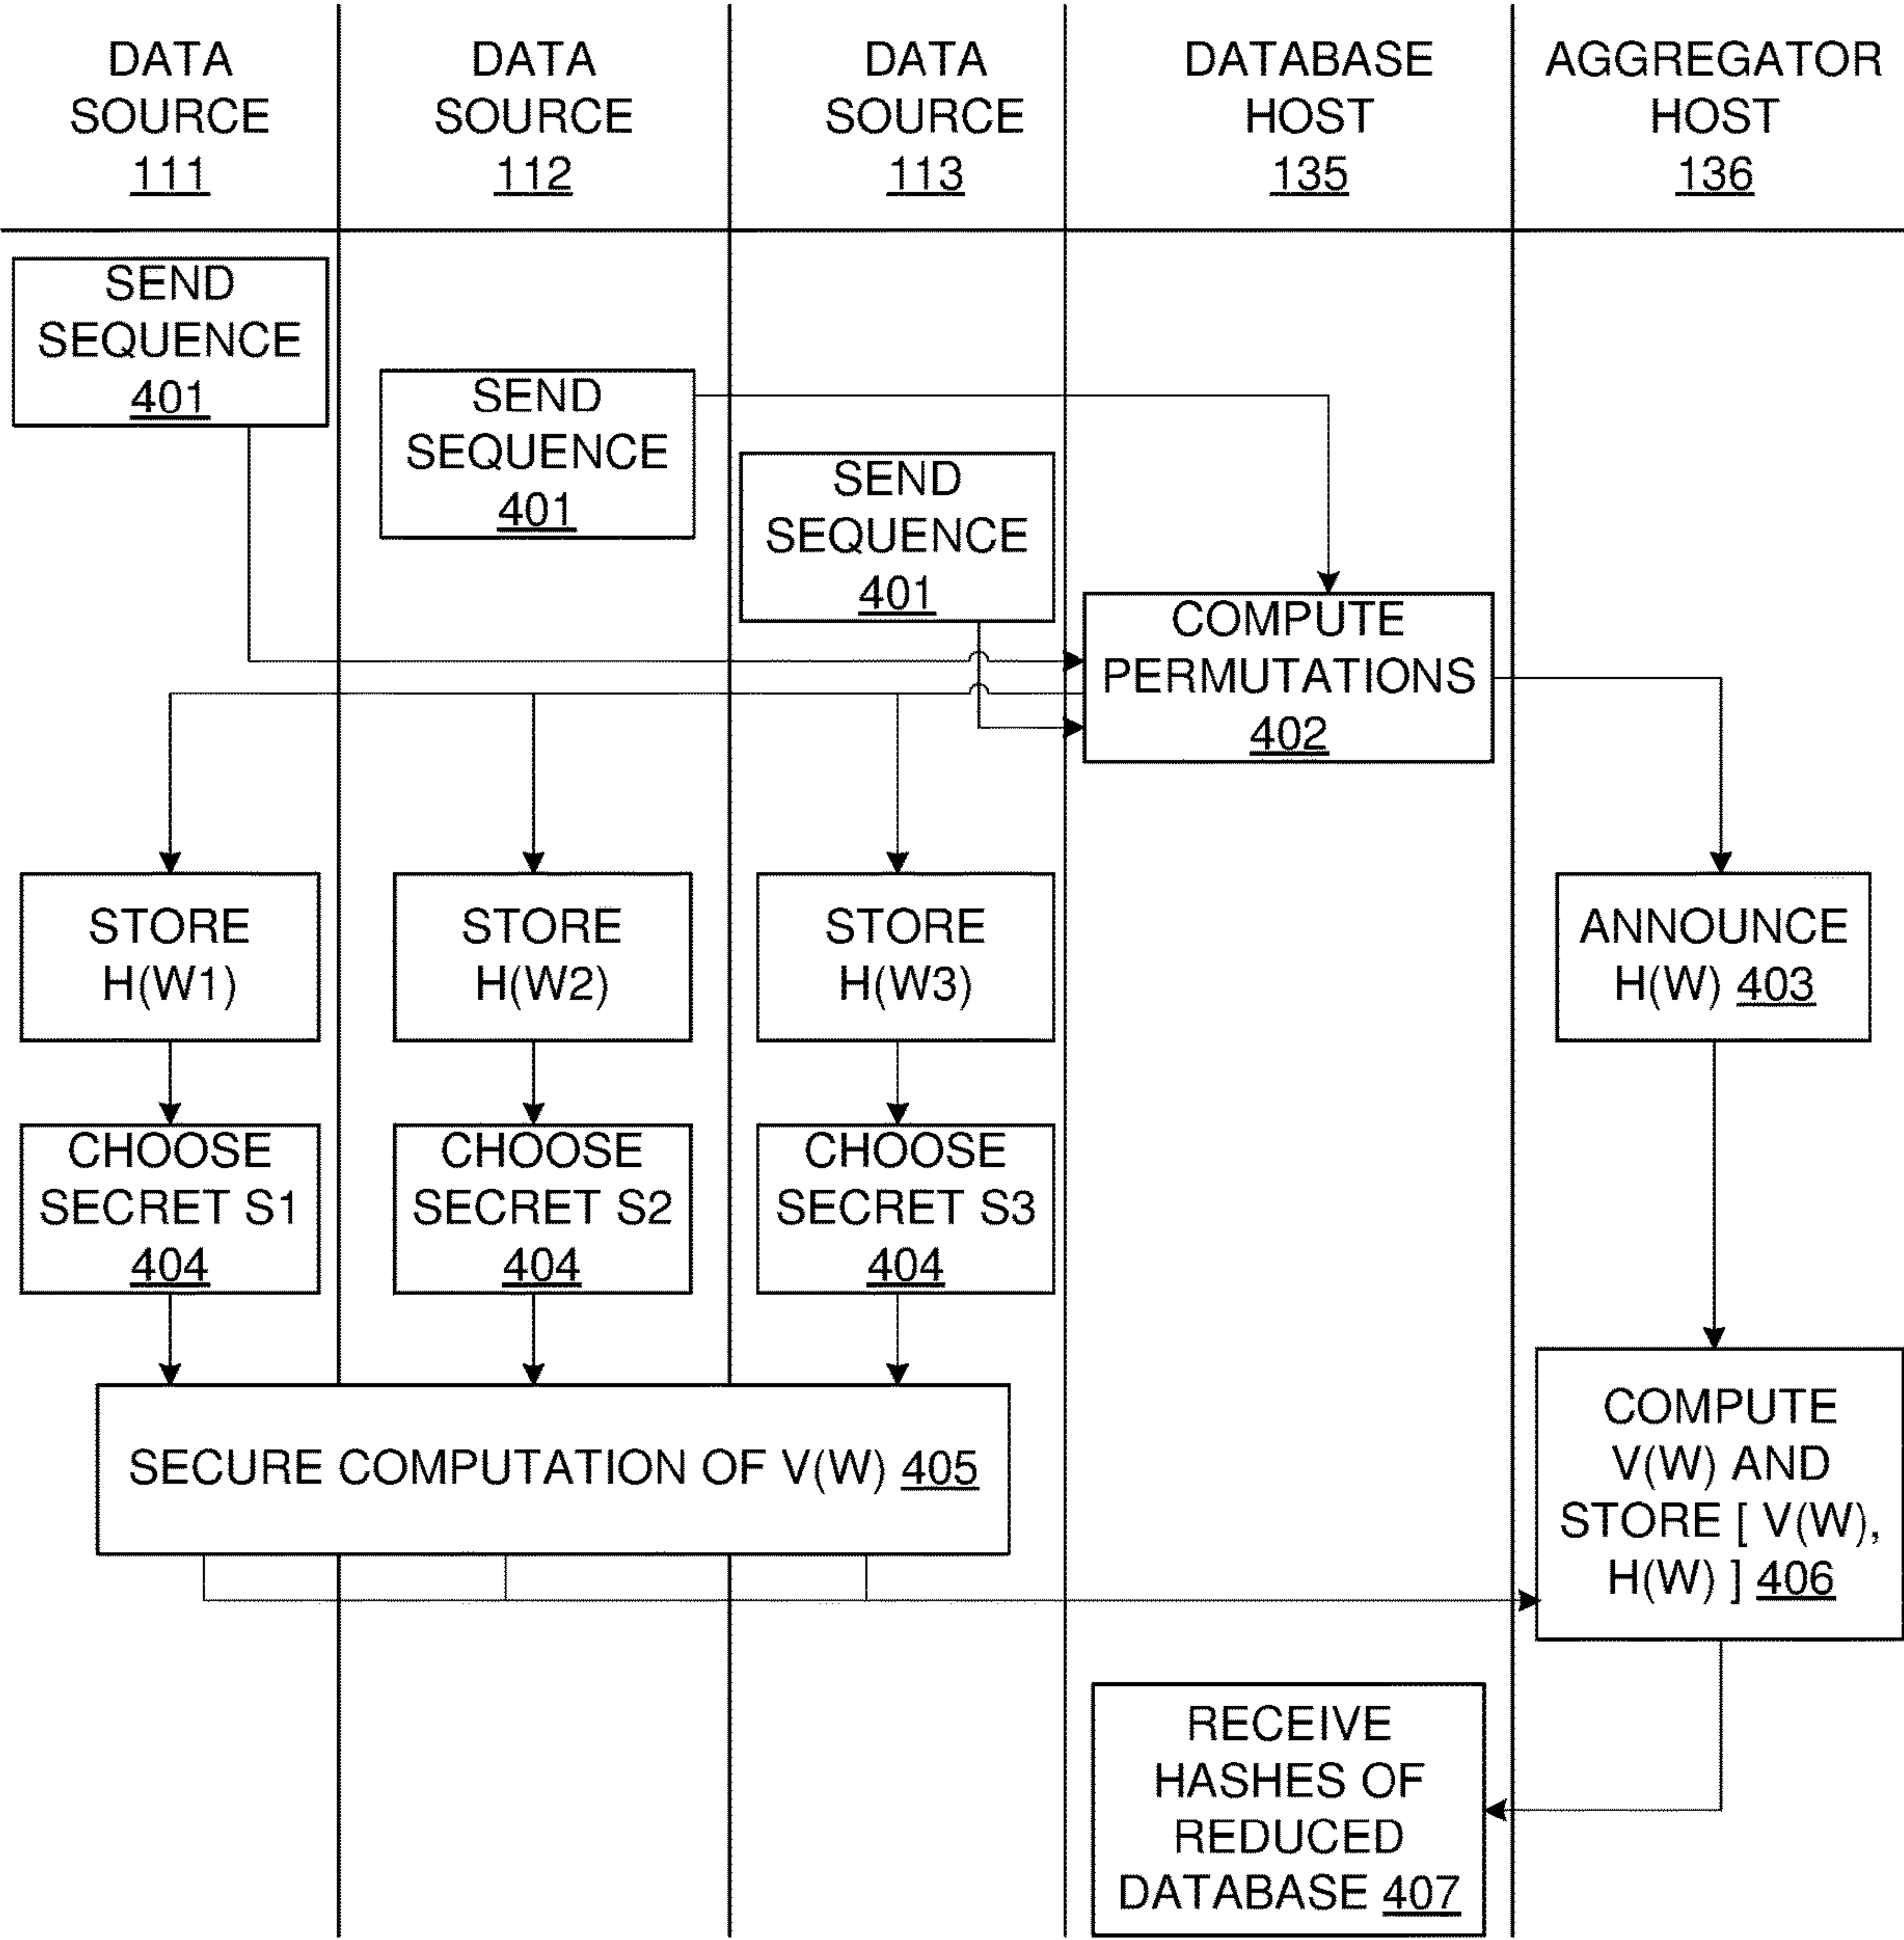 DATA
SOURCE
111
DATA
SOURCE
112
DATA
SOURCE
113
DATABASE
HOST
135
AGGREGATOR
HOST
136
SEND
SEQUENCE
401
SEND
SEQUENCE
401
SEND
SEQUENCE
401
COMPUTE
PERMUTATIONS
402
STORE
H(W1)
STORE
H(W2)
STORE
H(W3)
ANNOUNCE
H(W) 403
CHOOSE
SECRET S1
404
CHOOSE
SECRET S2
404
CHOOSE
SECRET S3
404
SECURE COMPUTATION OF V(W) 405
COMPUTE
V(W) AND
STORE [ V(W),
H(W) ] 406
RECEIVE
HASHES OF
REDUCED
DATABASE 407